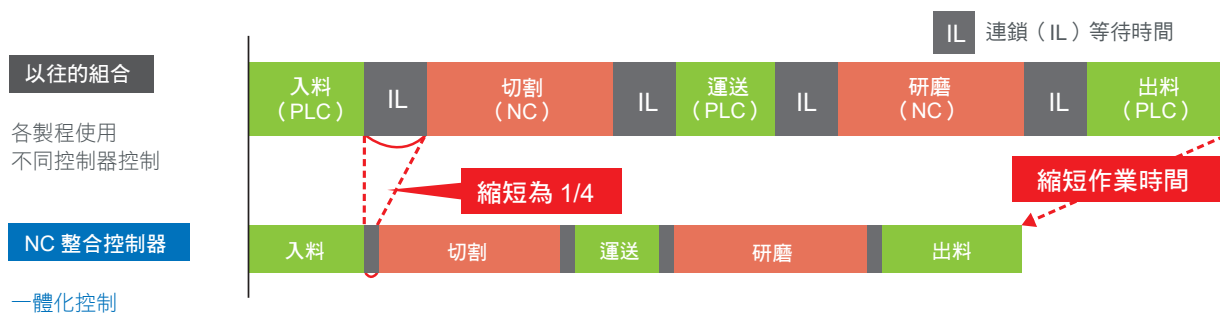 IL 連鎖（IL）等待時間
以往的組合
入料
（PLC）
IL
切割
（NC）
IL
運送
（PLC）
IL
研磨
（NC）
IL
出料
（PLC）
各製程使用
不同控制器控制
縮短為 1/4
縮短作業時間
NC 整合控制器
入料
切割
運送
研磨
出料
一體化控制